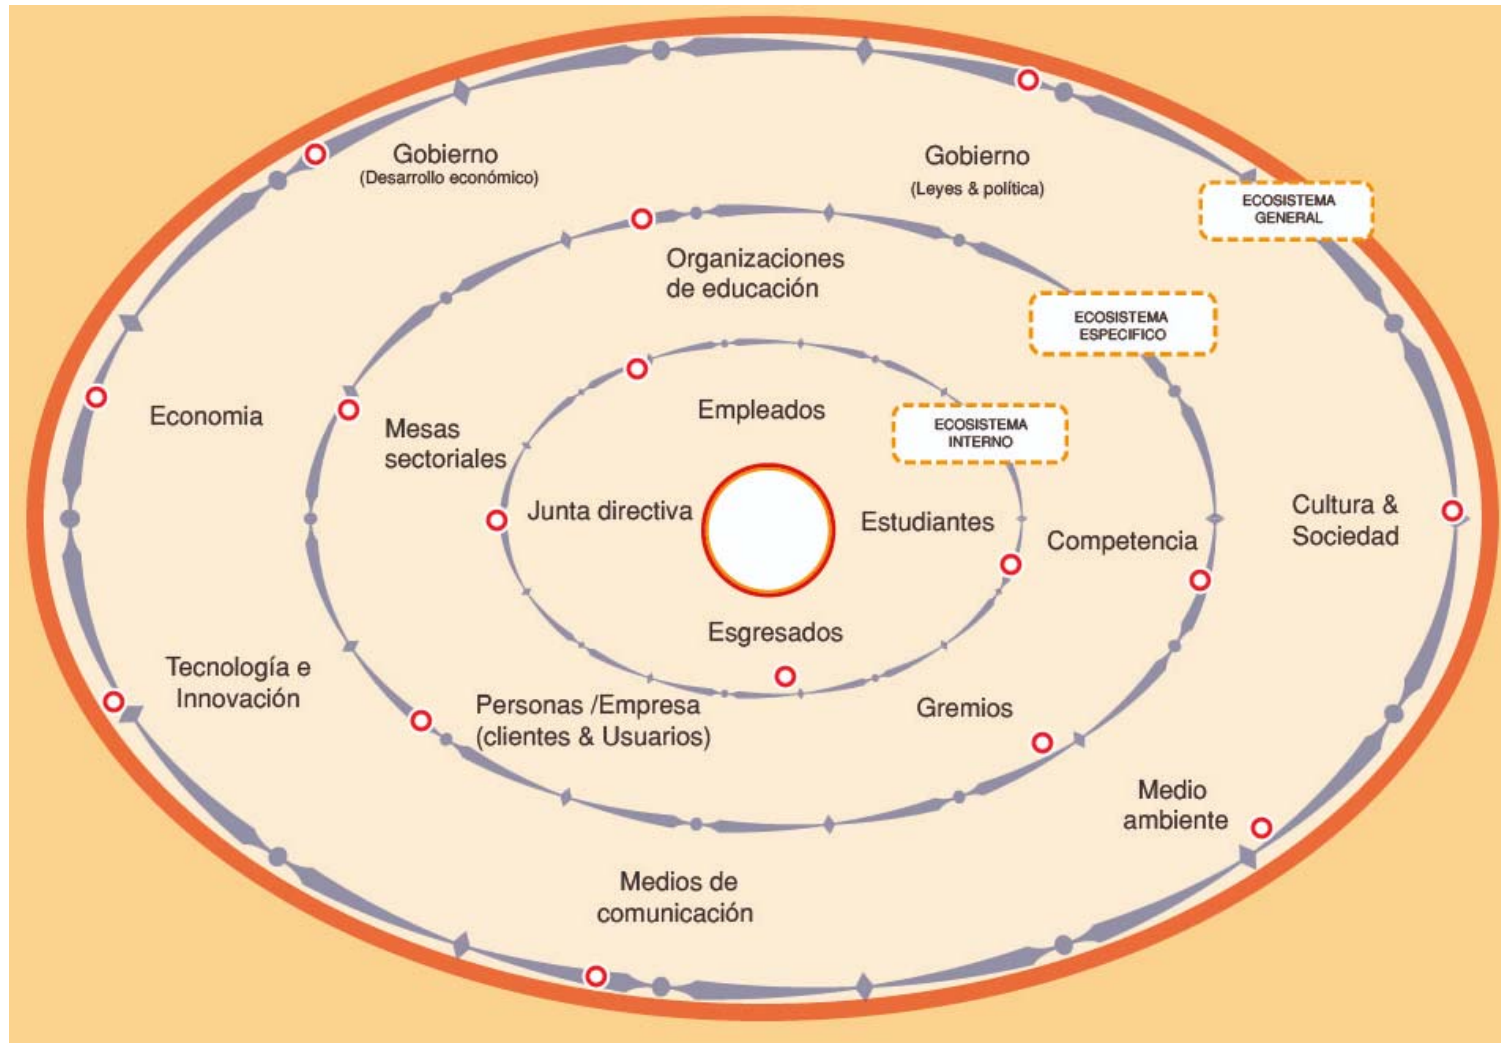 Gobierno
(Desarrollo económico)
Gobierno
(Leyes & política)
ECOSISTEMA
GENERAL
Organizaciones
de educación
ECOSISTEMA
ESPECIFICO
Economia
Mesas
sectoriales
Empleados
ECOSISTEMA
INTERNO
Junta directiva
Estudiantes
Competencia
Cultura &
Sociedad
Esgresados
Tecnología e
Innovación
Personas /Empresa
(clientes & Usuarios)
Gremios
Medio
ambiente
Medios de
comunicación